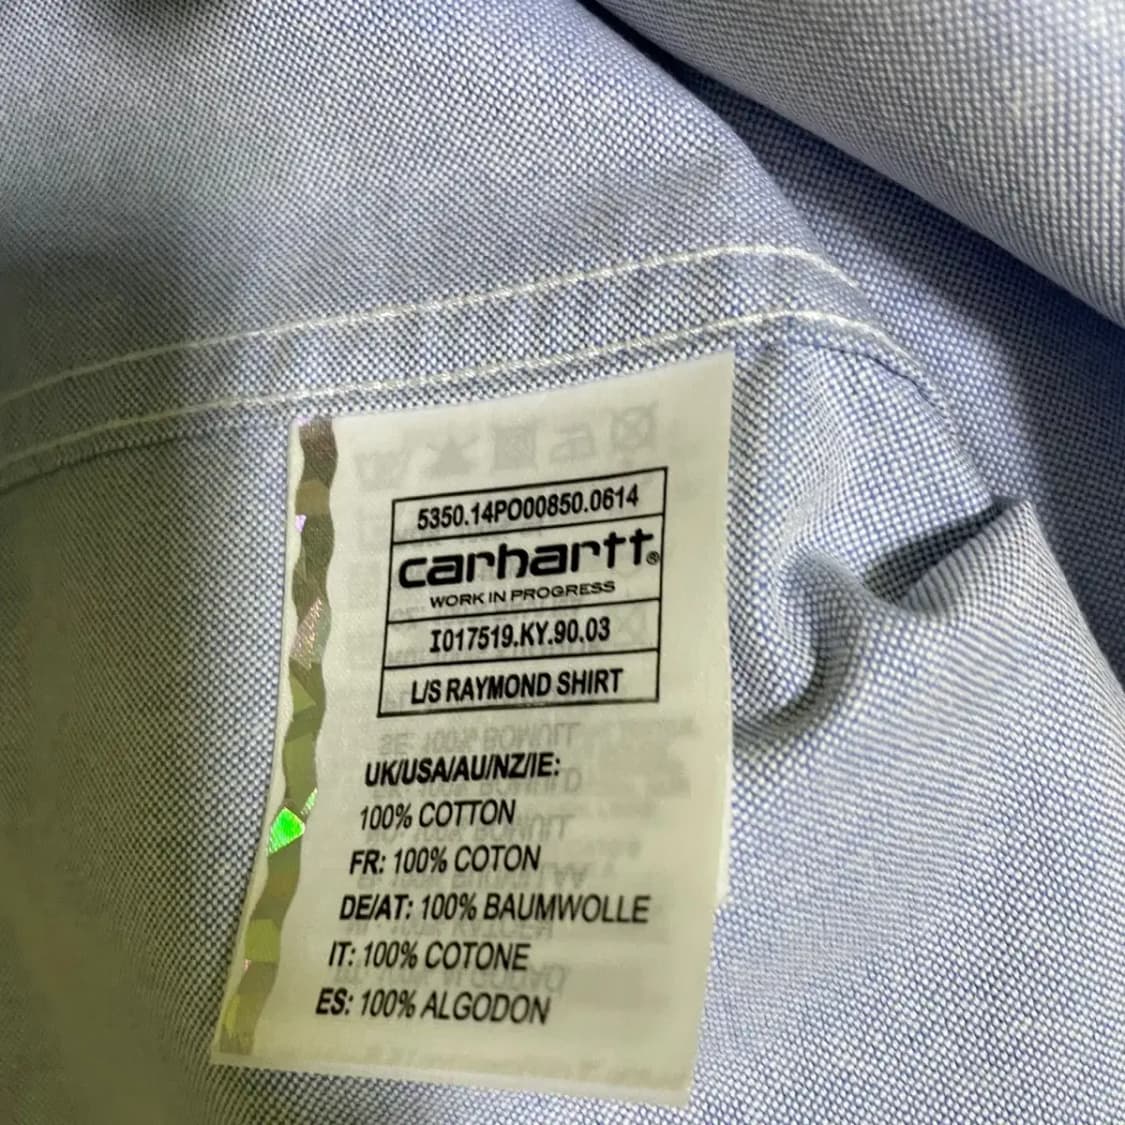 5350.14PO00850.0614
carhartt®
WORK IN PROGRESS
I017519.KY.90.03
L/S RAYMOND SHIRT
UK/USA/AU/NZ/IE:
100% COTTON
FR: 100% COTON
DE/AT: 100% BAUMWOLLE
IT: 100% COTONE
ES: 100% ALGODON